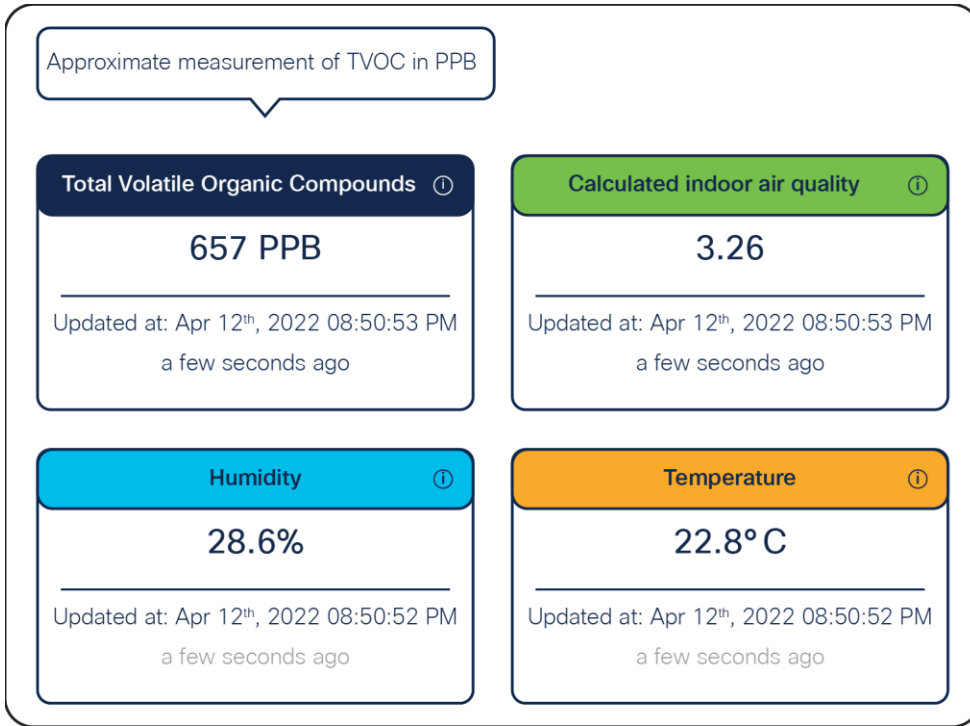 Approximate measurement of TVOC in PPB
Total Volatile Organic Compounds ⓘ
657 PPB
Updated at: Apr 12th, 2022 08:50:53 PM
a few seconds ago
Calculated indoor air quality ⓘ
3.26
Updated at: Apr 12th, 2022 08:50:53 PM
a few seconds ago
Humidity ⓘ
28.6%
Updated at: Apr 12th, 2022 08:50:52 PM
a few seconds ago
Temperature ⓘ
22.8° C
Updated at: Apr 12th, 2022 08:50:52 PM
a few seconds ago